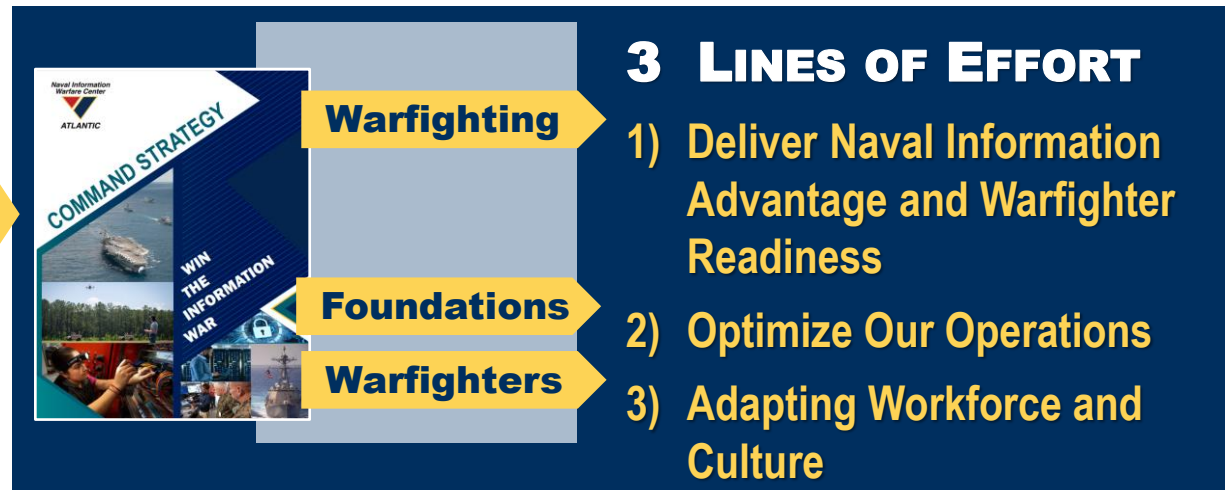 Naval Information
Warfare Center
ATLANTIC
COMMAND STRATEGY
WIN
THE
INFORMATION
WAR
Warfighting
Foundations
Warfighters
3 LINES OF EFFORT
1) Deliver Naval Information
Advantage and Warfighter
Readiness
2) Optimize Our Operations
3) Adapting Workforce and
Culture